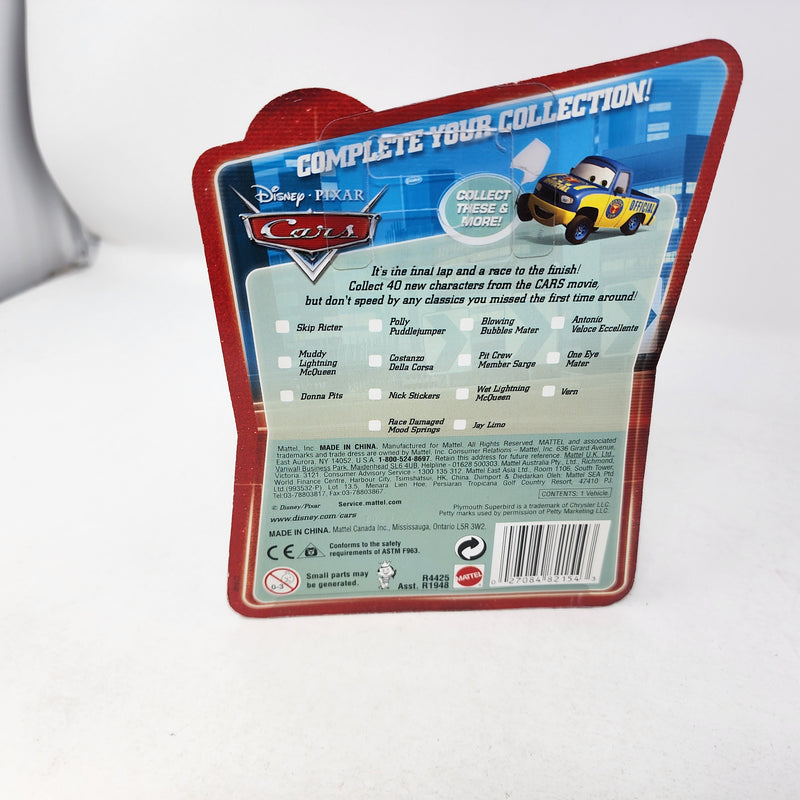 COMPLETE YOUR COLLECTION!
DISNEY · PIXAR
Cars
COLLECT
THESE &
MORE!
OFFICIAL
It's the final lap and a race to the finish!
Collect 40 new characters from the CARS movie,
but don't speed by any classics you missed the first time around!
Skip Ricter
Polly
Puddlejumper
Blowing
Bubbles Mater
Antonio
Veloce Eccellente
Muddy
Lightning
McQueen
Costanzo
Della Corsa
Pit Crew
Member Sarge
One Eye
Mater
Donna Pits
Nick Stickers
Wet Lightning
McQueen
Vern
Race Damaged
Mood Springs
Jay Limo
Mattel, Inc. MADE IN CHINA. Manufactured for Mattel. All Rights Reserved. MATTEL and associated
trademarks and trade dress are owned by Mattel, Inc. Consumer Relations – Mattel, Inc. 636 Girard Avenue,
East Aurora, NY 14052, U.S.A. 1-800-524-8697. Retain this address for future reference. Mattel U.K. Ltd.,
Vanwall Business Park, Maidenhead SL6 4UB. Helpline - 01628 500303. Mattel Australia Pty., Ltd., Richmond,
Victoria. 3121. Consumer Advisory Service - 1300 135 312. Mattel East Asia Ltd., Room 1106, South Tower,
World Finance Centre, Harbour City, Tsimshatsui, HK, China. Diimport & Diedarkan Oleh: Mattel SEA Ptd
Ltd.(993532-P) Lot 13.5, Menara Lien Hoe, Persiaran Tropicana Golf Country Resort, 47410 PJ.
Tel:03-78803817, Fax:03-78803867.
CONTENTS: 1 Vehicle.
© Disney/Pixar
Service.mattel.com
www.disney.com/cars
Plymouth Superbird is a trademark of Chrysler LLC.
Petty marks used by permission of Petty Marketing LLC.
MADE IN CHINA. Mattel Canada Inc., Mississauga, Ontario L5R 3W2.
CE
Conforms to the safety
requirements of ASTM F963.
0-3
Small parts may
be generated.
R4425
Asst. R1948
MATTEL
0 27084 82154 3